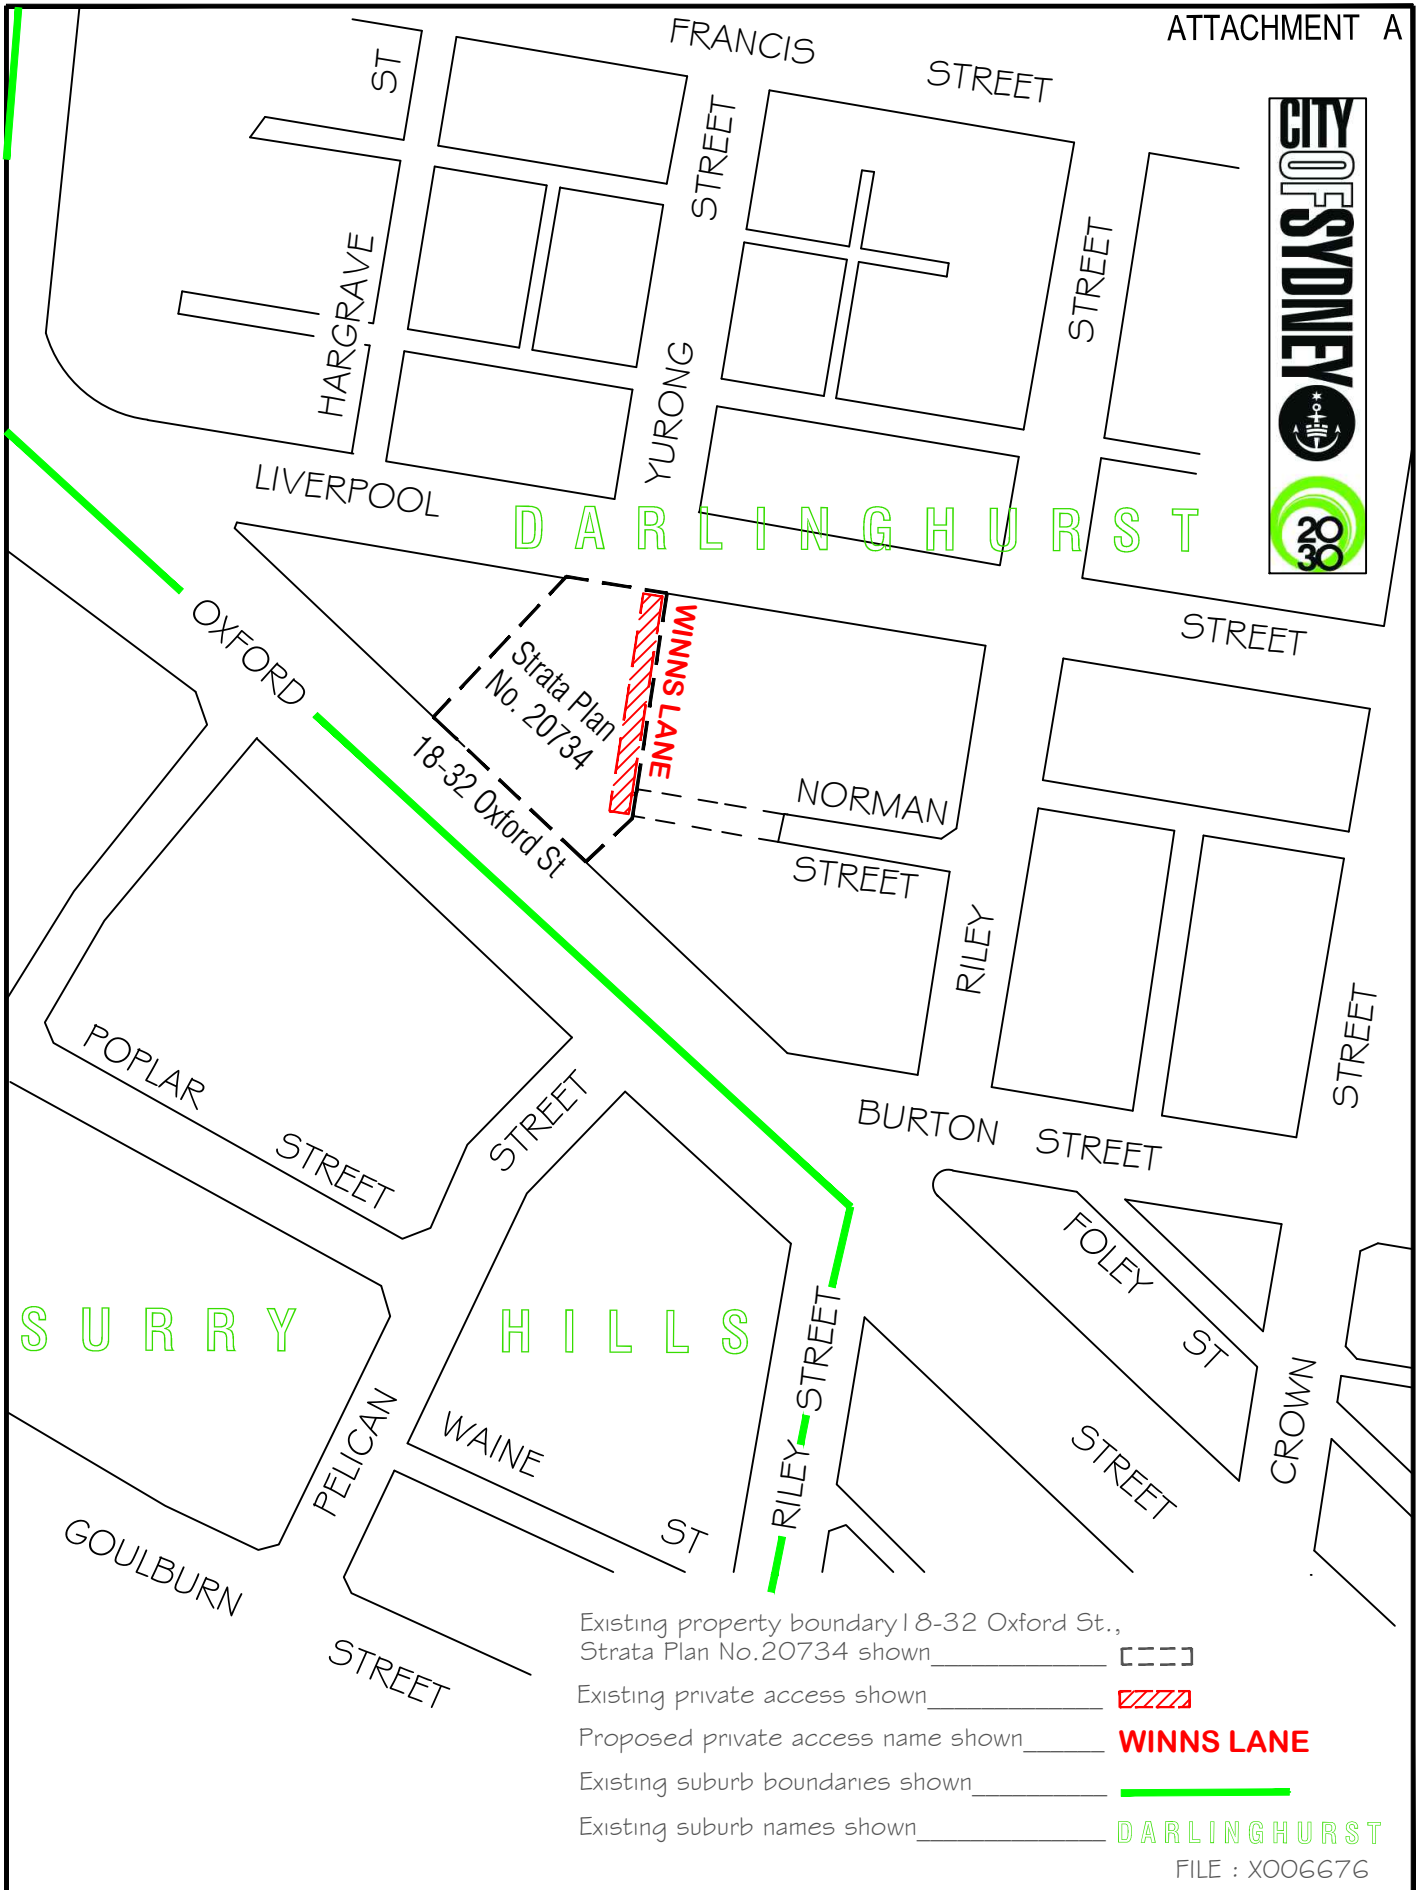 ATTACHMENT A
FRANCIS STREET
CITY OF SYDNEY
2030
HARGRAVE ST
YURONG STREET
STREET
LIVERPOOL STREET
DARLINGHURST
OXFORD STREET
Strata Plan
No. 20734
18-32 Oxford St
WINNS LANE
NORMAN
STREET
RILEY
STREET
POPLAR STREET
STREET
BURTON STREET
FOLEY ST
SURRY HILLS
PELICAN
WAINE ST
RILEY STREET
CROWN
GOULBURN STREET
Existing property boundary 18-32 Oxford St.,
Strata Plan No.20734 shown
Existing private access shown
Proposed private access name shown WINNS LANE
Existing suburb boundaries shown
Existing suburb names shown DARLINGHURST
FILE : X006676